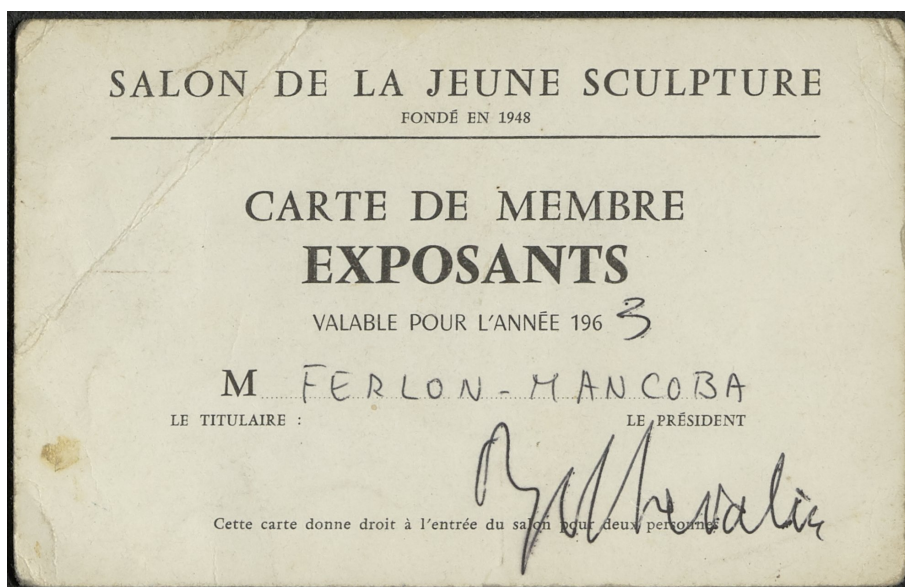 SALON DE LA JEUNE SCULPTURE
FONDÉ EN 1948
CARTE DE MEMBRE
EXPOSANTS
VALABLE POUR L'ANNÉE 1963
M FERLON-MANCOBA
LE TITULAIRE : LE PRÉSIDENT
Cette carte donne droit à l'entrée du salon pour deux personnes